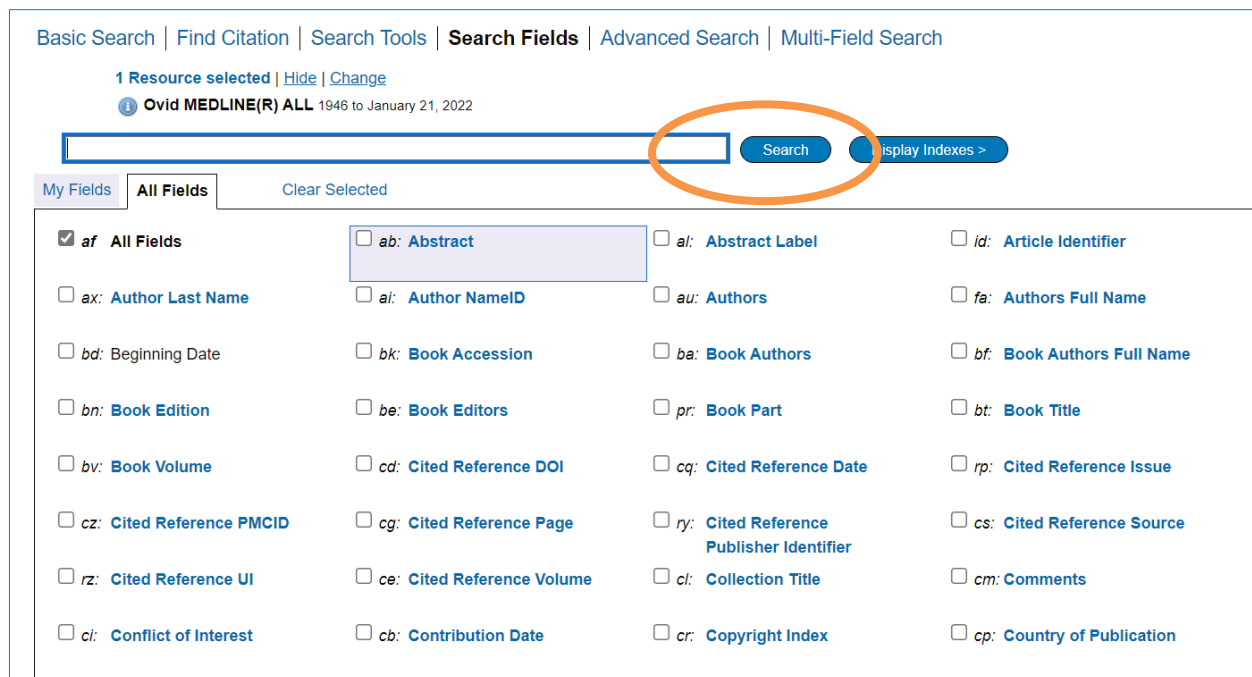 Basic Search | Find Citation | Search Tools | Search Fields | Advanced Search | Multi-Field Search
1 Resource selected | Hide | Change
Ovid MEDLINE(R) ALL 1946 to January 21, 2022
Search Display Indexes >
My Fields All Fields Clear Selected
af All Fields ab: Abstract al: Abstract Label id: Article Identifier
ax: Author Last Name ai: Author NameID au: Authors fa: Authors Full Name
bd: Beginning Date bk: Book Accession ba: Book Authors bf: Book Authors Full Name
bn: Book Edition be: Book Editors pr: Book Part bt: Book Title
bv: Book Volume cd: Cited Reference DOI cq: Cited Reference Date rp: Cited Reference Issue
cz: Cited Reference PMCID cg: Cited Reference Page ry: Cited Reference cs: Cited Reference Source
Publisher Identifier
rz: Cited Reference UI ce: Cited Reference Volume cl: Collection Title cm: Comments
ci: Conflict of Interest cb: Contribution Date cr: Copyright Index cp: Country of Publication